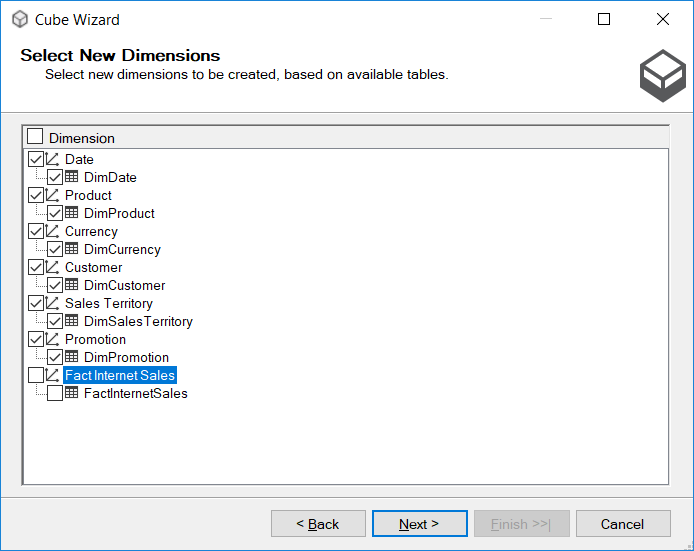 Cube Wizard
Select New Dimensions
Select new dimensions to be created, based on available tables.
Dimension
Date
DimDate
Product
DimProduct
Currency
DimCurrency
Customer
DimCustomer
Sales Territory
DimSalesTerritory
Promotion
DimPromotion
Fact Internet Sales
FactInternetSales
< Back Next > Finish >>| Cancel